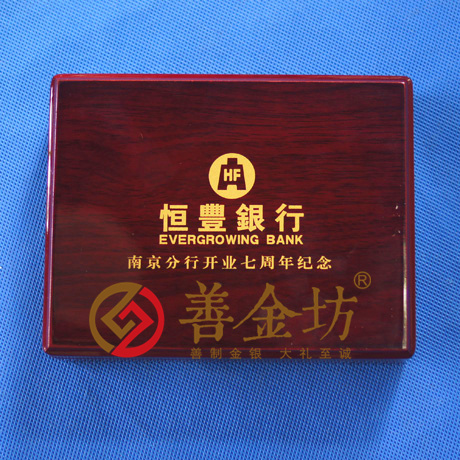 HF
恒豐銀行
EVERGROWING BANK
南京分行开业七周年纪念
善金坊®
善制金银 大礼至诚